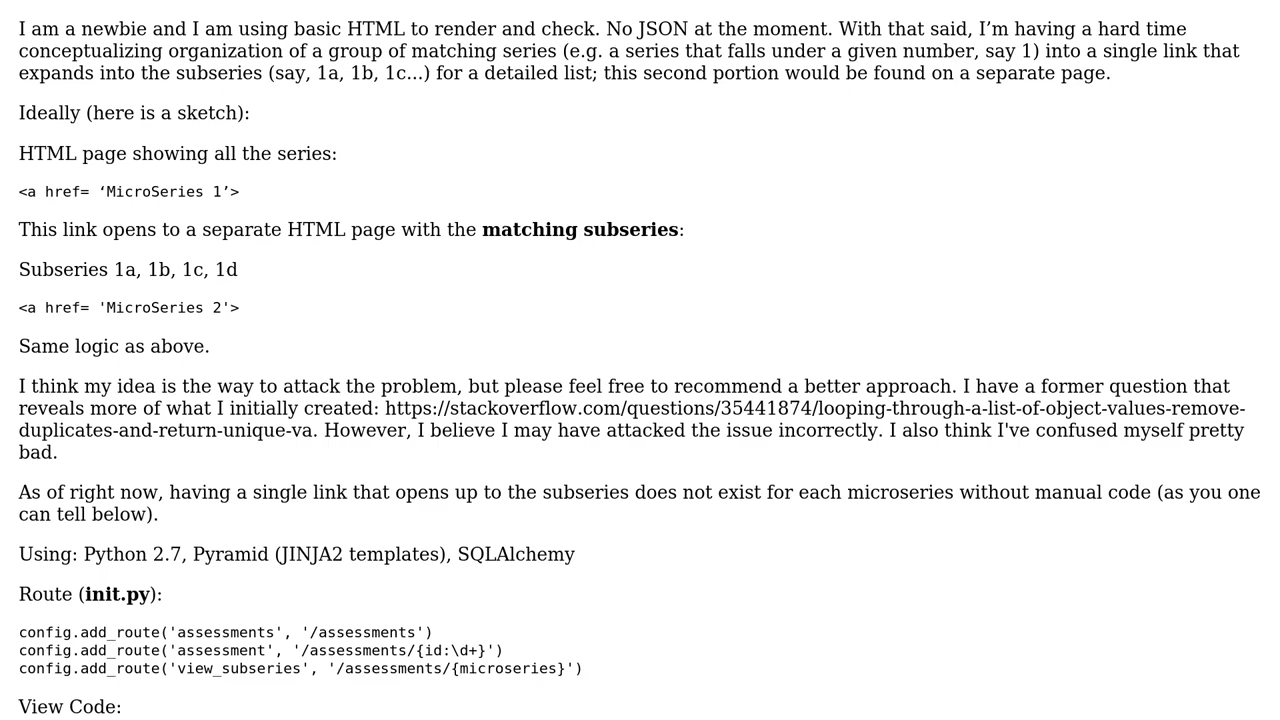 I am a newbie and I am using basic HTML to render and check. No JSON at the moment. With that said, I’m having a hard time
conceptualizing organization of a group of matching series (e.g. a series that falls under a given number, say 1) into a single link that
expands into the subseries (say, 1a, 1b, 1c...) for a detailed list; this second portion would be found on a separate page.
Ideally (here is a sketch):
HTML page showing all the series:
<a href= ‘MicroSeries 1’>
This link opens to a separate HTML page with the matching subseries:
Subseries 1a, 1b, 1c, 1d
<a href= 'MicroSeries 2'>
Same logic as above.
I think my idea is the way to attack the problem, but please feel free to recommend a better approach. I have a former question that
reveals more of what I initially created: https://stackoverflow.com/questions/35441874/looping-through-a-list-of-object-values-remove-
duplicates-and-return-unique-va. However, I believe I may have attacked the issue incorrectly. I also think I've confused myself pretty
bad.
As of right now, having a single link that opens up to the subseries does not exist for each microseries without manual code (as you one
can tell below).
Using: Python 2.7, Pyramid (JINJA2 templates), SQLAlchemy
Route (init.py):
config.add_route('assessments', '/assessments')
config.add_route('assessment', '/assessments/{id:\d+}')
config.add_route('view_subseries', '/assessments/{microseries}')
View Code: